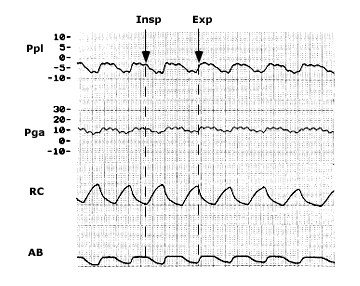 Insp Exp
Ppl
10-
5-
0-
-5-
-10-
Pga
30-
20-
10-
0-
-10-
RC
AB